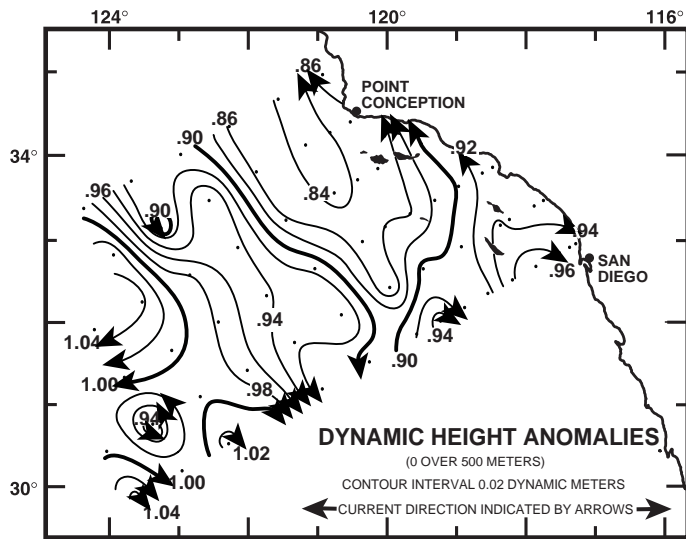 124° 120° 116°
.86
POINT
CONCEPTION
.86
.90
34°
.92
.84
.96
.90
.94
SAN
DIEGO
.96
.94
1.04
.94
.90
1.00
.98
.94
DYNAMIC HEIGHT ANOMALIES
1.02
(0 OVER 500 METERS)
1.00
CONTOUR INTERVAL 0.02 DYNAMIC METERS
30°
1.04
CURRENT DIRECTION INDICATED BY ARROWS